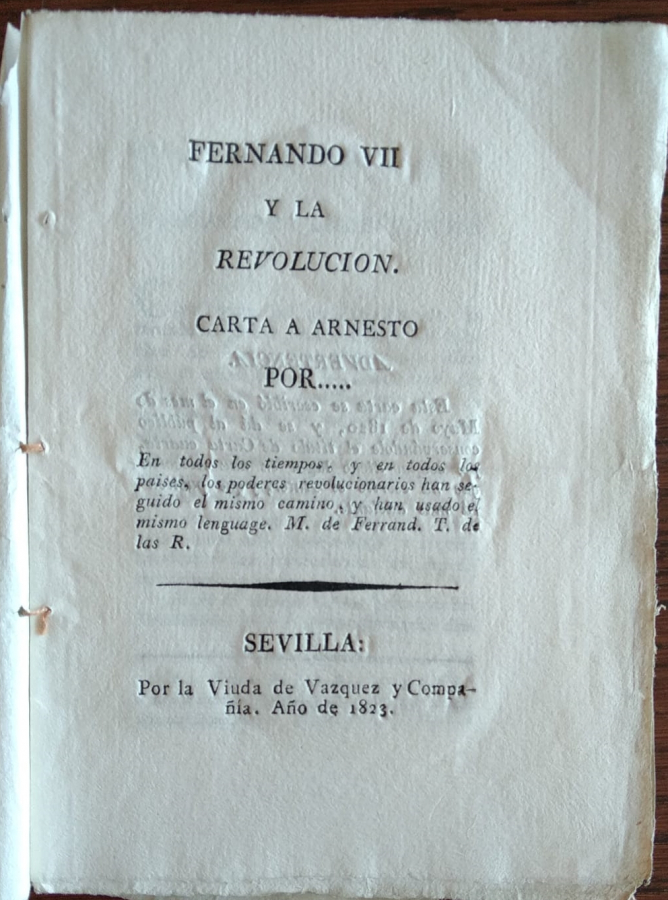 FERNANDO VII
Y LA
REVOLUCION.
CARTA A ARNESTO
POR.....
En todos los tiempos, y en todos los
paises, los poderes revolucionarios han se-
guido el mismo camino, y han usado el
mismo lenguage. M. de Ferrand. T. de
las R.
SEVILLA:
Por la Viuda de Vazquez y Compa-
ñía. Año de 1823.